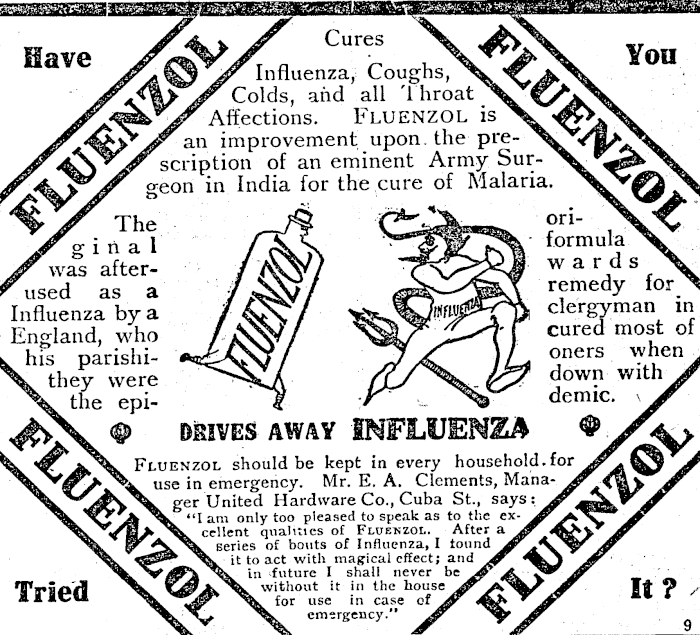 Have
You
FLUENZOL
FLUENZOL
Cures
Influenza, Coughs,
Colds, and all Throat
Affections. FLUENZOL is
an improvement upon the pre-
scription of an eminent Army Sur-
geon in India for the cure of Malaria.
The ori-
ginal formula
was after- wards
used as a remedy for
Influenza by a clergyman in
England, who cured most of
his parishi- oners when
they were down with
the epi- demic.
FLUENZOL
INFLUENZA
DRIVES AWAY INFLUENZA
FLUENZOL should be kept in every household for
use in emergency. Mr. E. A. Clements, Mana-
ger United Hardware Co., Cuba St., says:
"I am only too pleased to speak as to the ex-
cellent qualities of FLUENZOL. After a
series of bouts of Influenza, I found
it to act with magical effect; and
in future I shall never be
without it in the house
for use in case of
emergency."
FLUENZOL
FLUENZOL
Tried
It ?
9